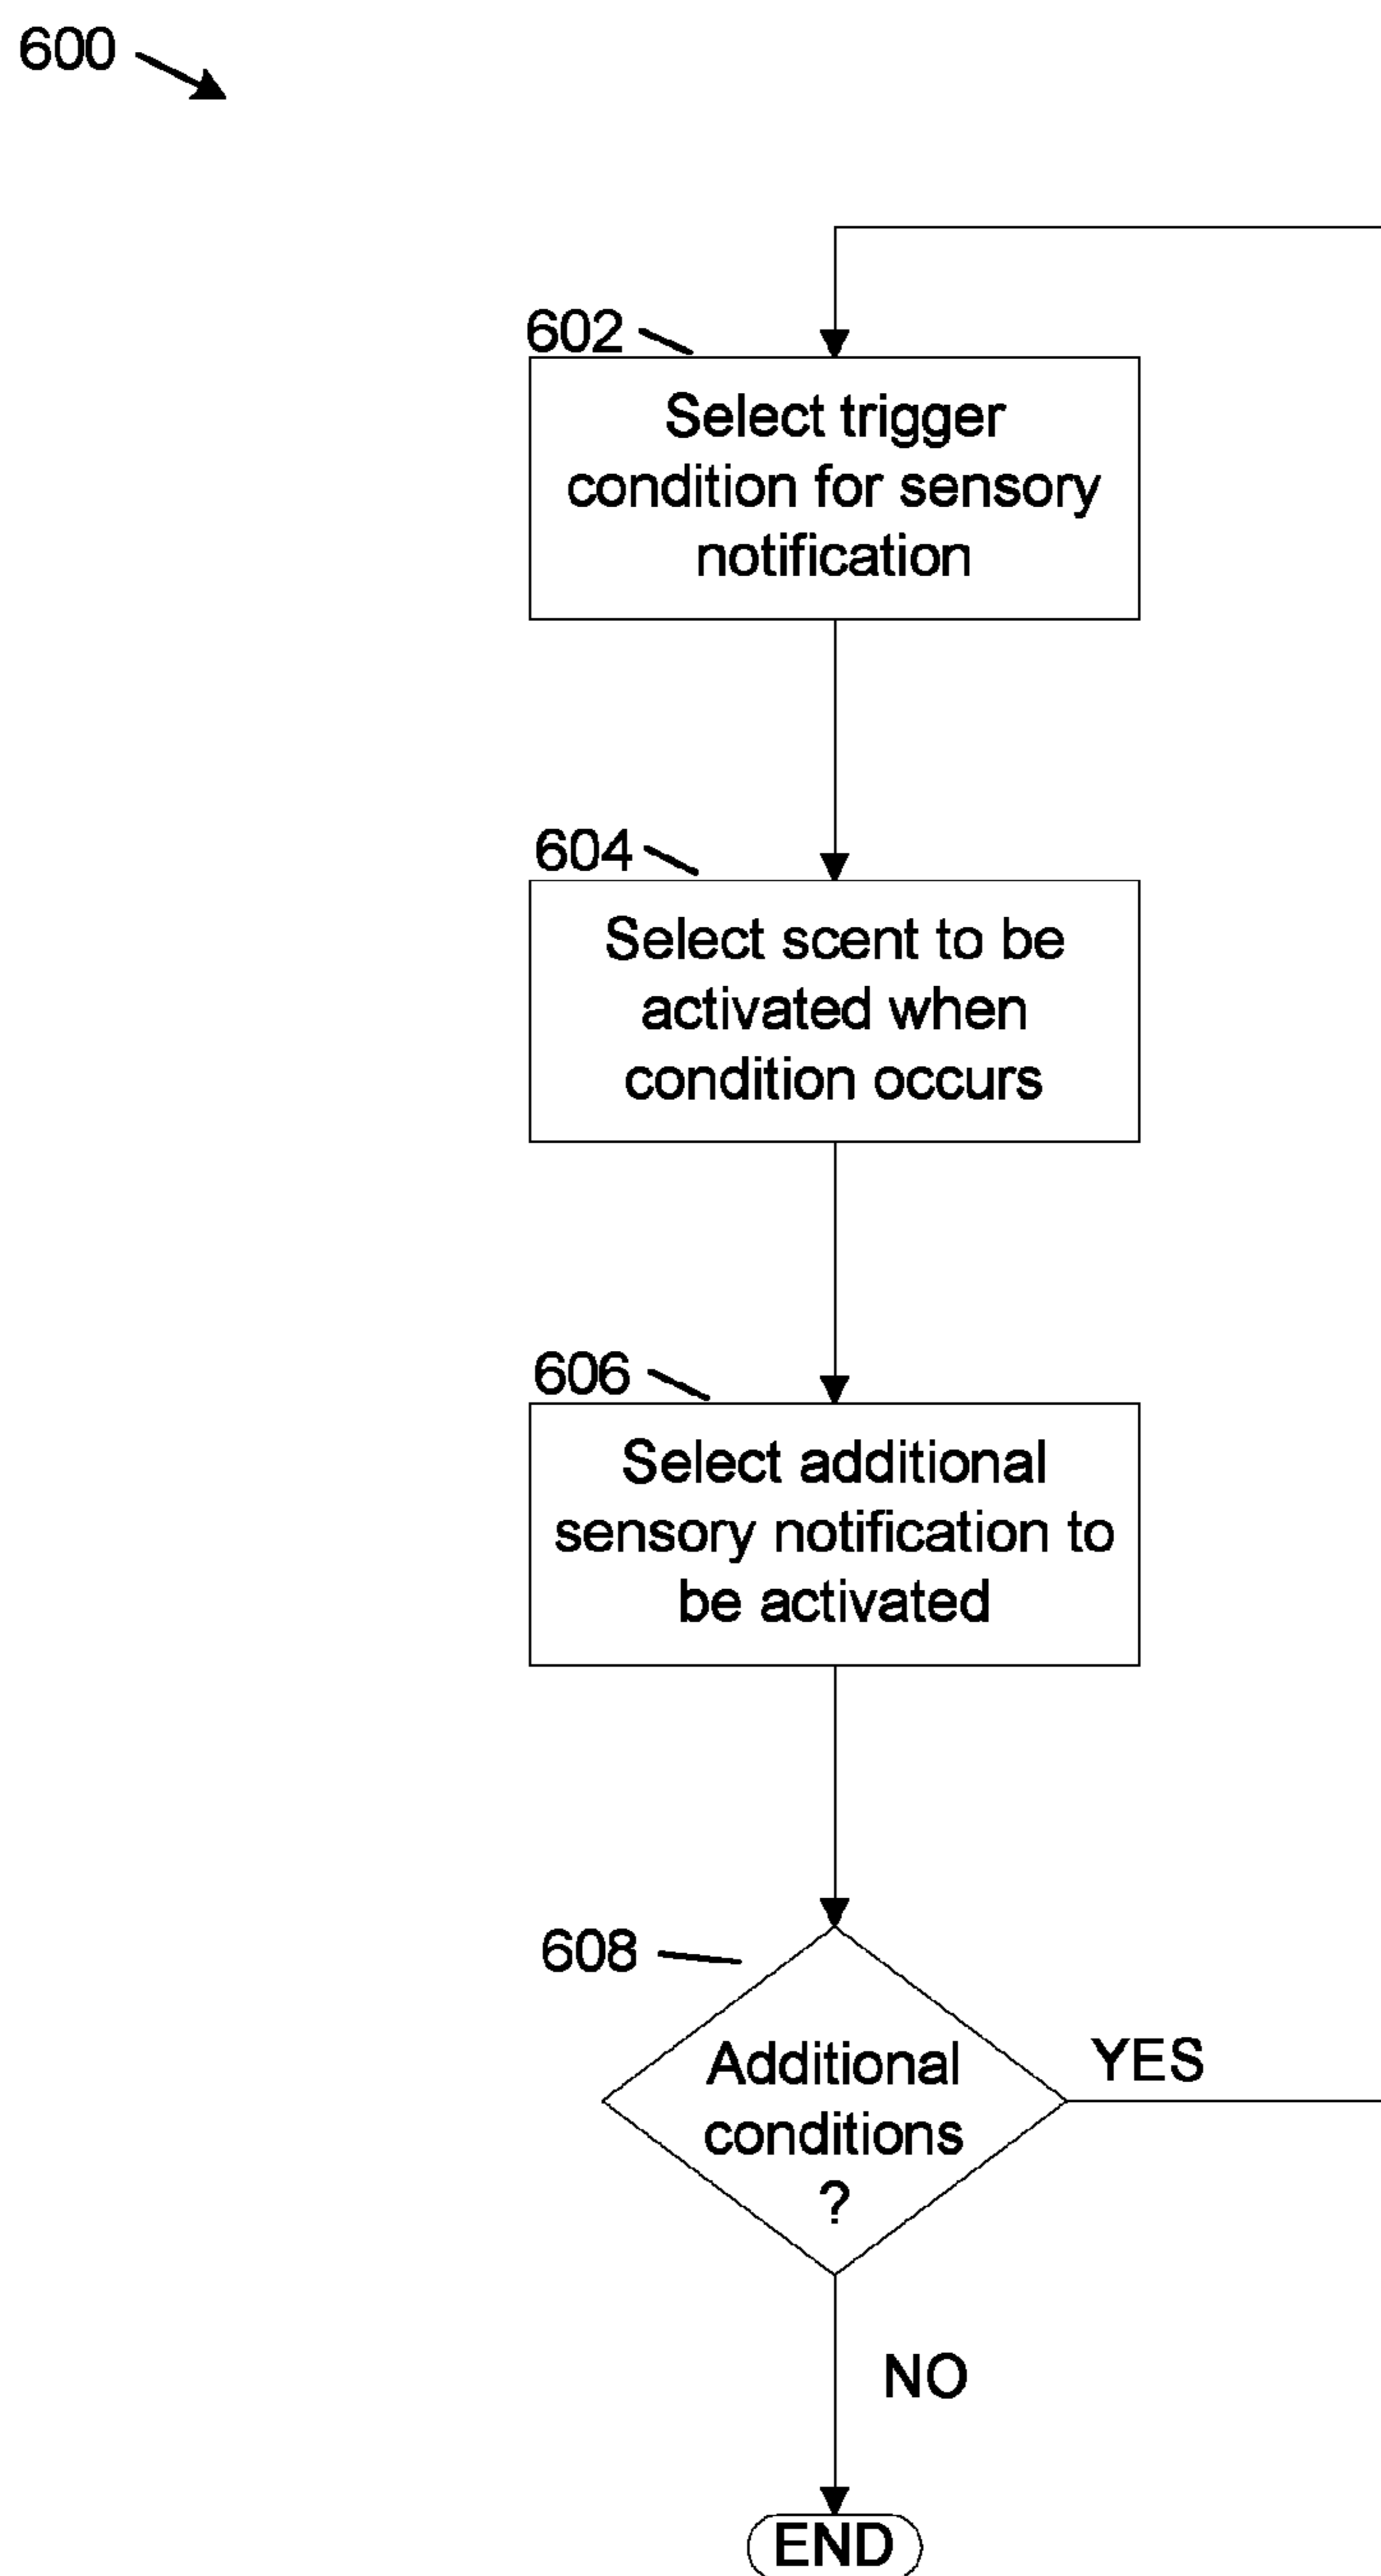 600
602
Select trigger
condition for sensory
notification
604
Select scent to be
activated when
condition occurs
606
Select additional
sensory notification to
be activated
608
Additional
conditions
?
YES
NO
END